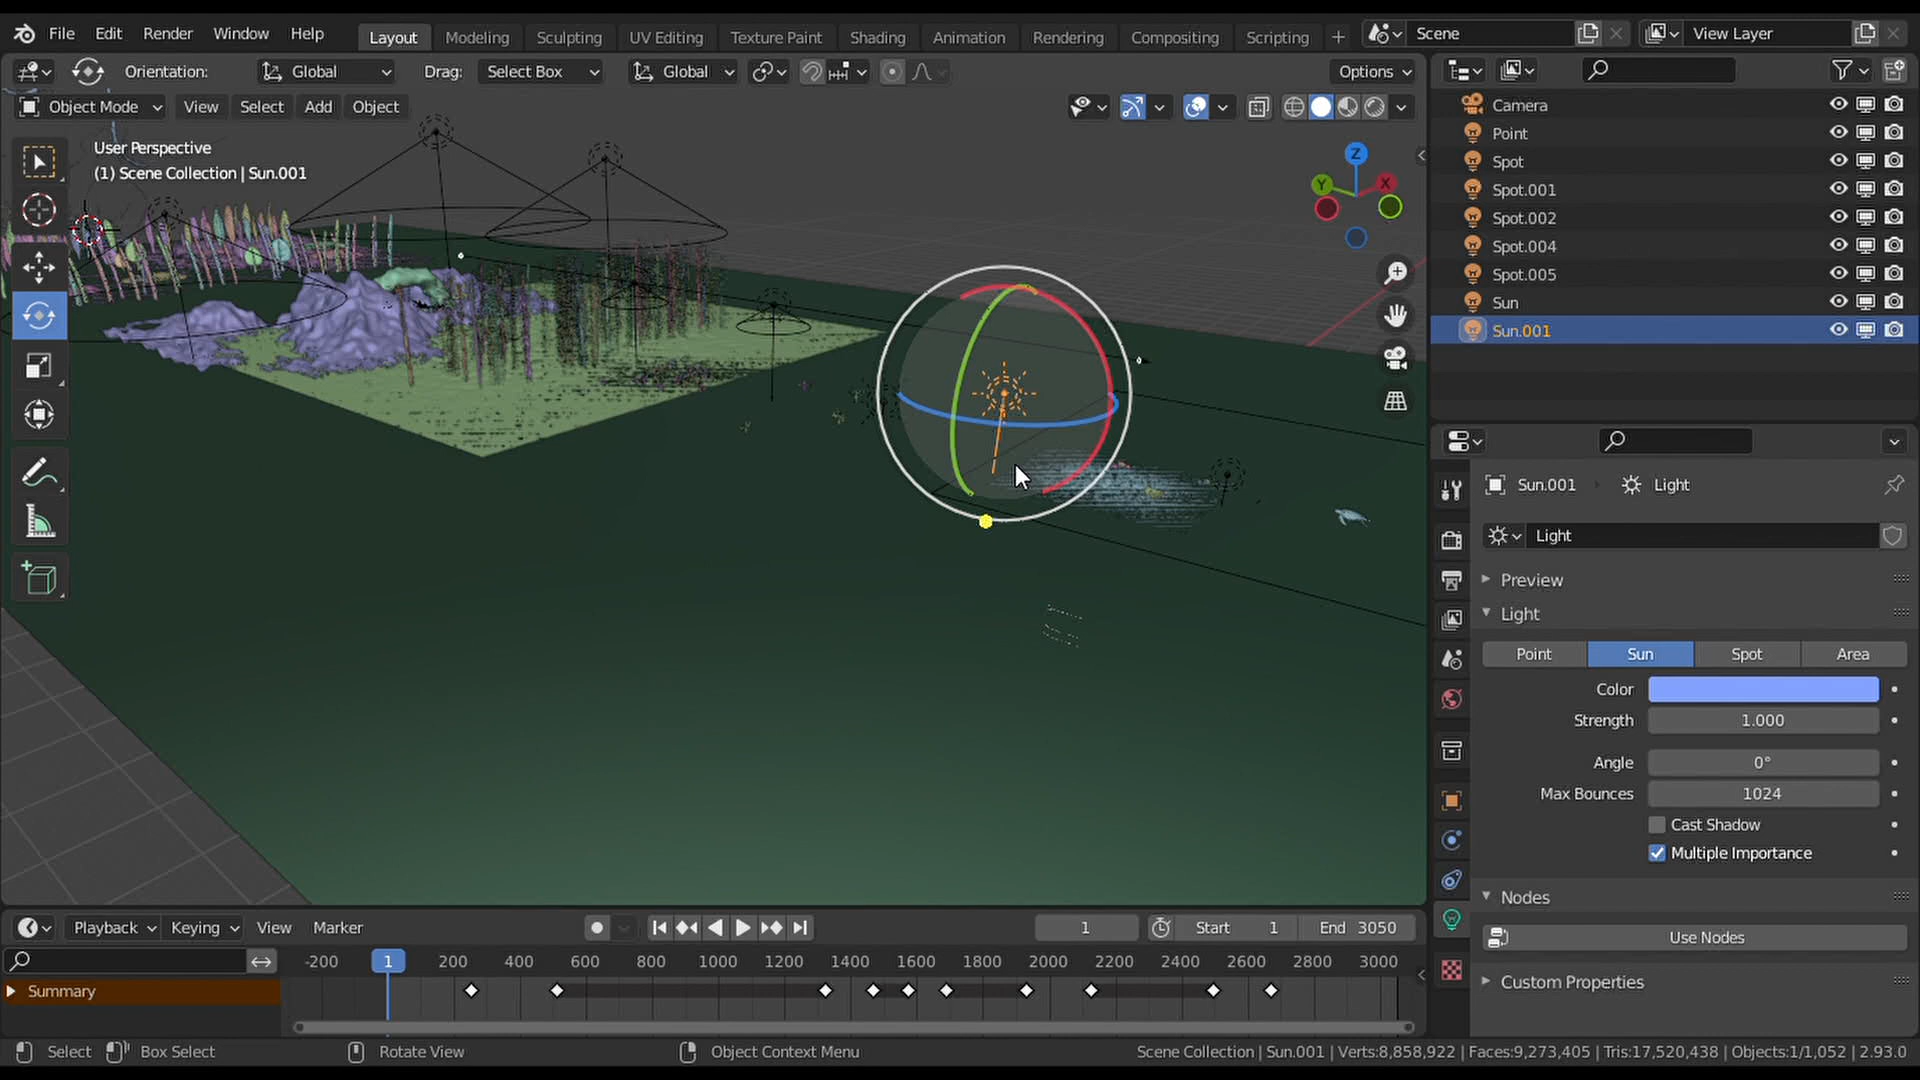 File Edit Render Window Help Layout Modeling Sculpting UV Editing Texture Paint Shading Animation Rendering Compositing Scripting + Scene View Layer
Orientation: Global Drag: Select Box Global Options
Object Mode View Select Add Object
User Perspective
(1) Scene Collection | Sun.001
Z
Y
X
Camera
Point
Spot
Spot.001
Spot.002
Spot.004
Spot.005
Sun
Sun.001
Sun.001 Light
Light
Preview
Light
Point Sun Spot Area
Color
Strength 1.000
Angle 0°
Max Bounces 1024
Cast Shadow
Multiple Importance
Nodes
Use Nodes
Custom Properties
Playback Keying View Marker 1 Start 1 End 3050
-200 1 200 400 600 800 1000 1200 1400 1600 1800 2000 2200 2400 2600 2800 3000
Summary
Select Box Select Rotate View Object Context Menu Scene Collection | Sun.001 | Verts:8,858,922 | Faces:9,273,405 | Tris:17,520,438 | Objects:1/1,052 | 2.93.0